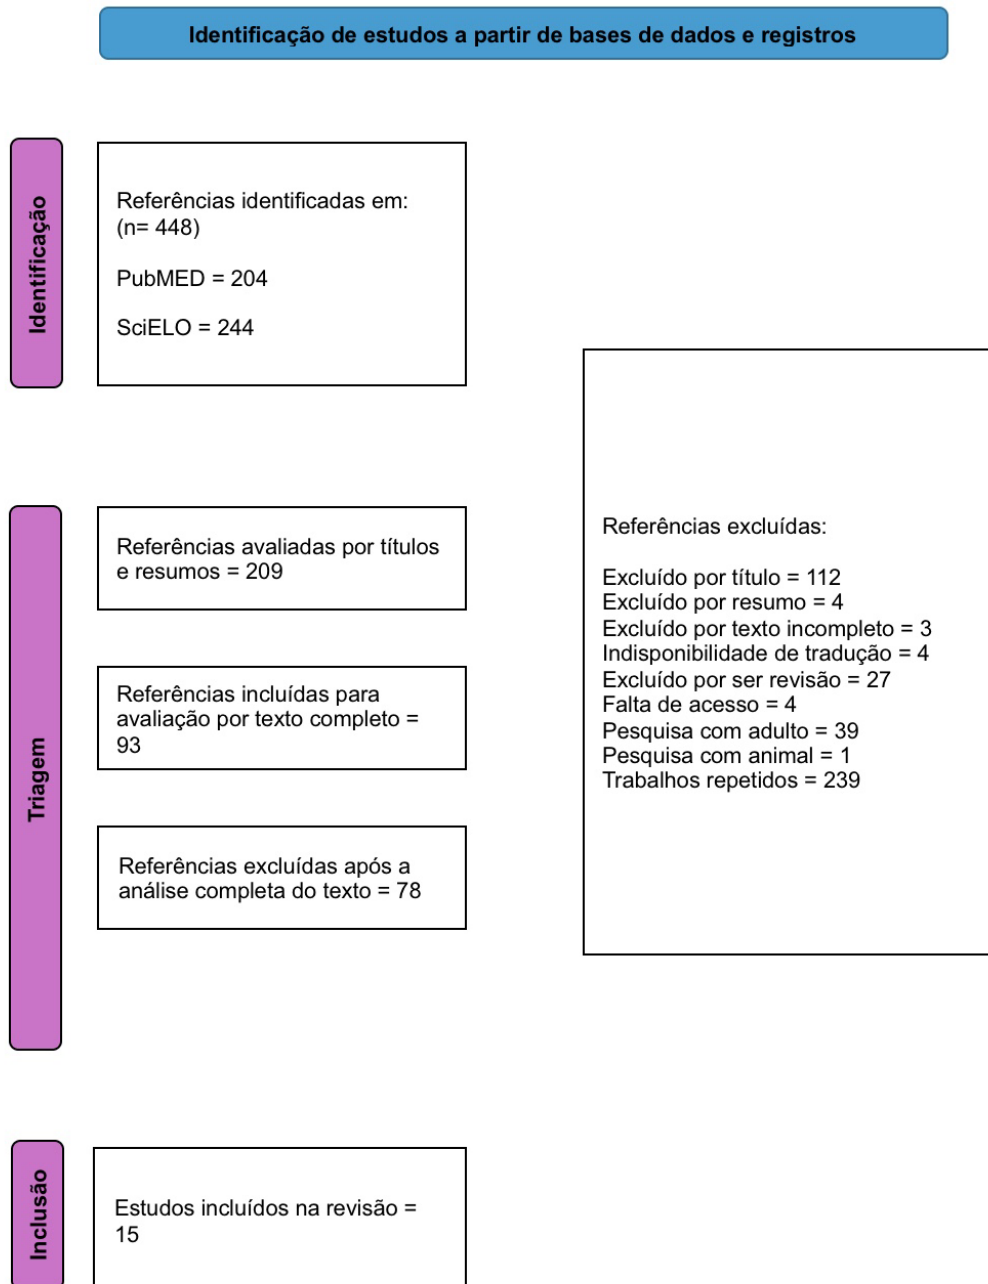 Identificação de estudos a partir de bases de dados e registros
Identificação
Referências identificadas em:
(n= 448)
PubMED = 204
SciELO = 244
Triagem
Referências avaliadas por títulos
e resumos = 209
Referências incluídas para
avaliação por texto completo =
93
Referências excluídas após a
análise completa do texto = 78
Referências excluídas:
Excluído por título = 112
Excluído por resumo = 4
Excluído por texto incompleto = 3
Indisponibilidade de tradução = 4
Excluído por ser revisão = 27
Falta de acesso = 4
Pesquisa com adulto = 39
Pesquisa com animal = 1
Trabalhos repetidos = 239
Inclusão
Estudos incluídos na revisão =
15